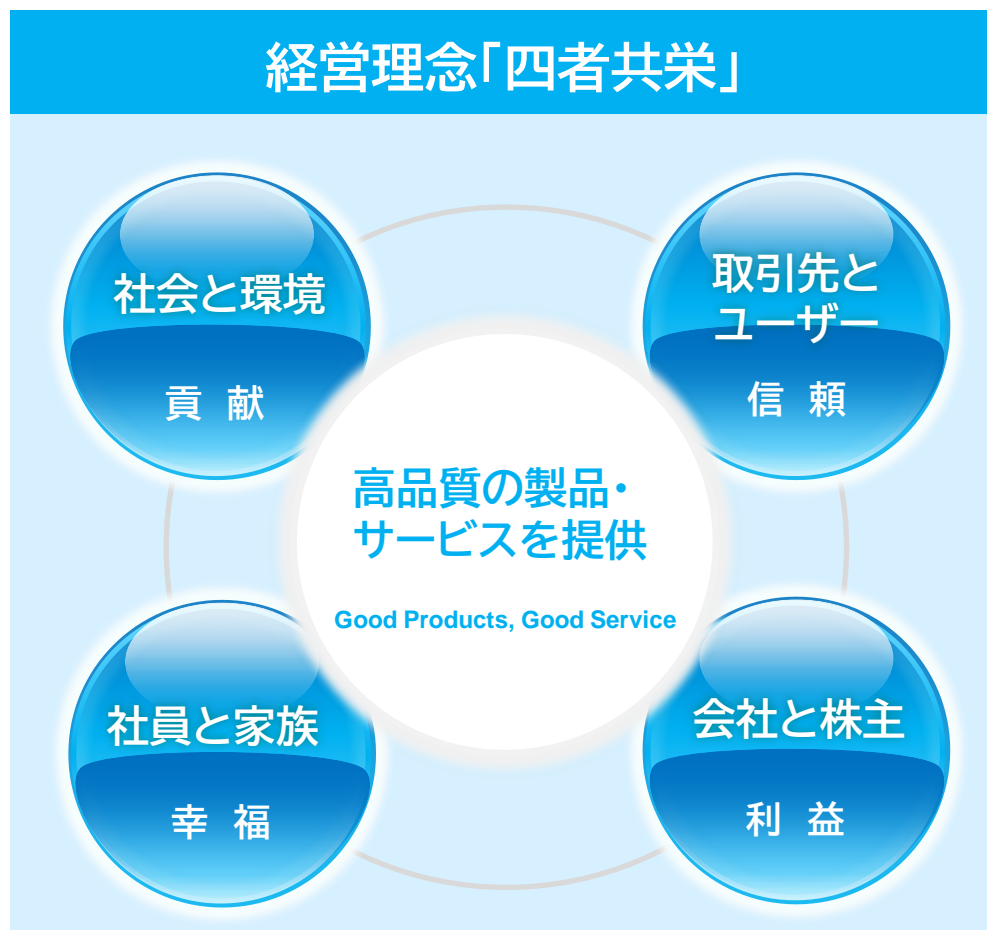 経営理念「四者共栄」
社会と環境
貢献
取引先と
ユーザー
信頼
高品質の製品・
サービスを提供
Good Products, Good Service
社員と家族
幸福
会社と株主
利益